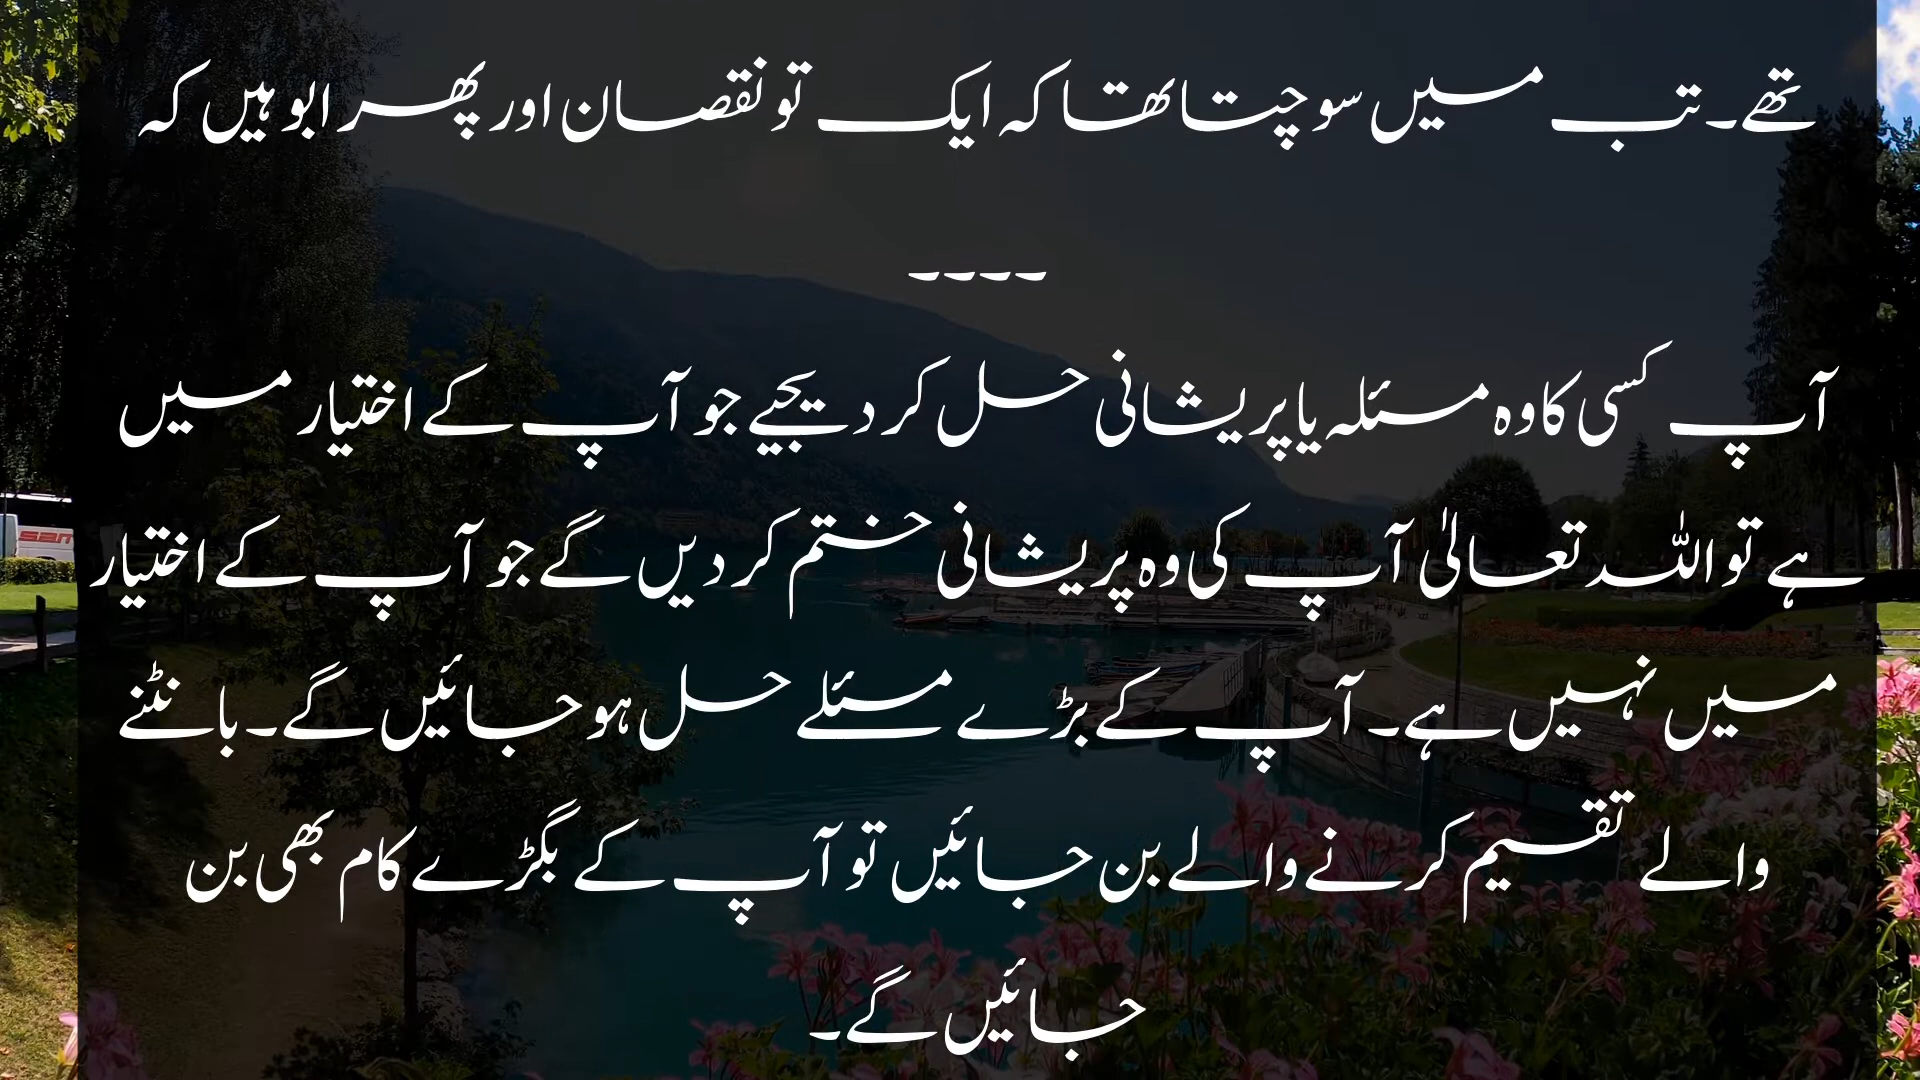 تھے۔ تب میں سوچتا تھا کہ ایک تو نقصان اور پھر ابو ہیں کہ
۔۔۔۔
آپ کسی کا وہ مسئلہ یا پریشانی حل کر دیجیے جو آپ کے اختیار میں
ہے تو اللہ تعالیٰ آپ کی وہ پریشانی ختم کر دیں گے جو آپ کے اختیار
میں نہیں ہے۔ آپ کے بڑے مسئلے حل ہو جائیں گے۔ بانٹنے
والے تقسیم کرنے والے بن جائیں تو آپ کے بگڑے کام بھی بن
جائیں گے۔